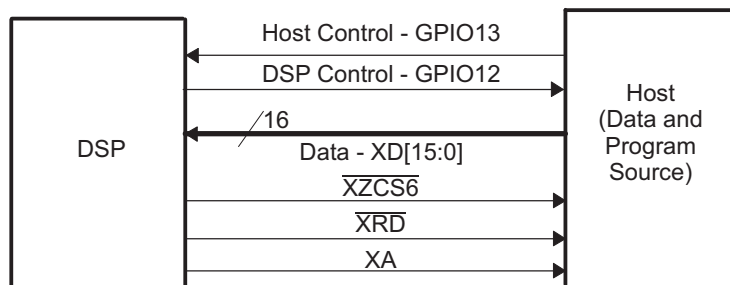 Host Control - GPIO13
DSP Control - GPIO12
16
DSP
Host
(Data and
Program
Source)
Data - XD[15:0]
XZCS6
XRD
XA